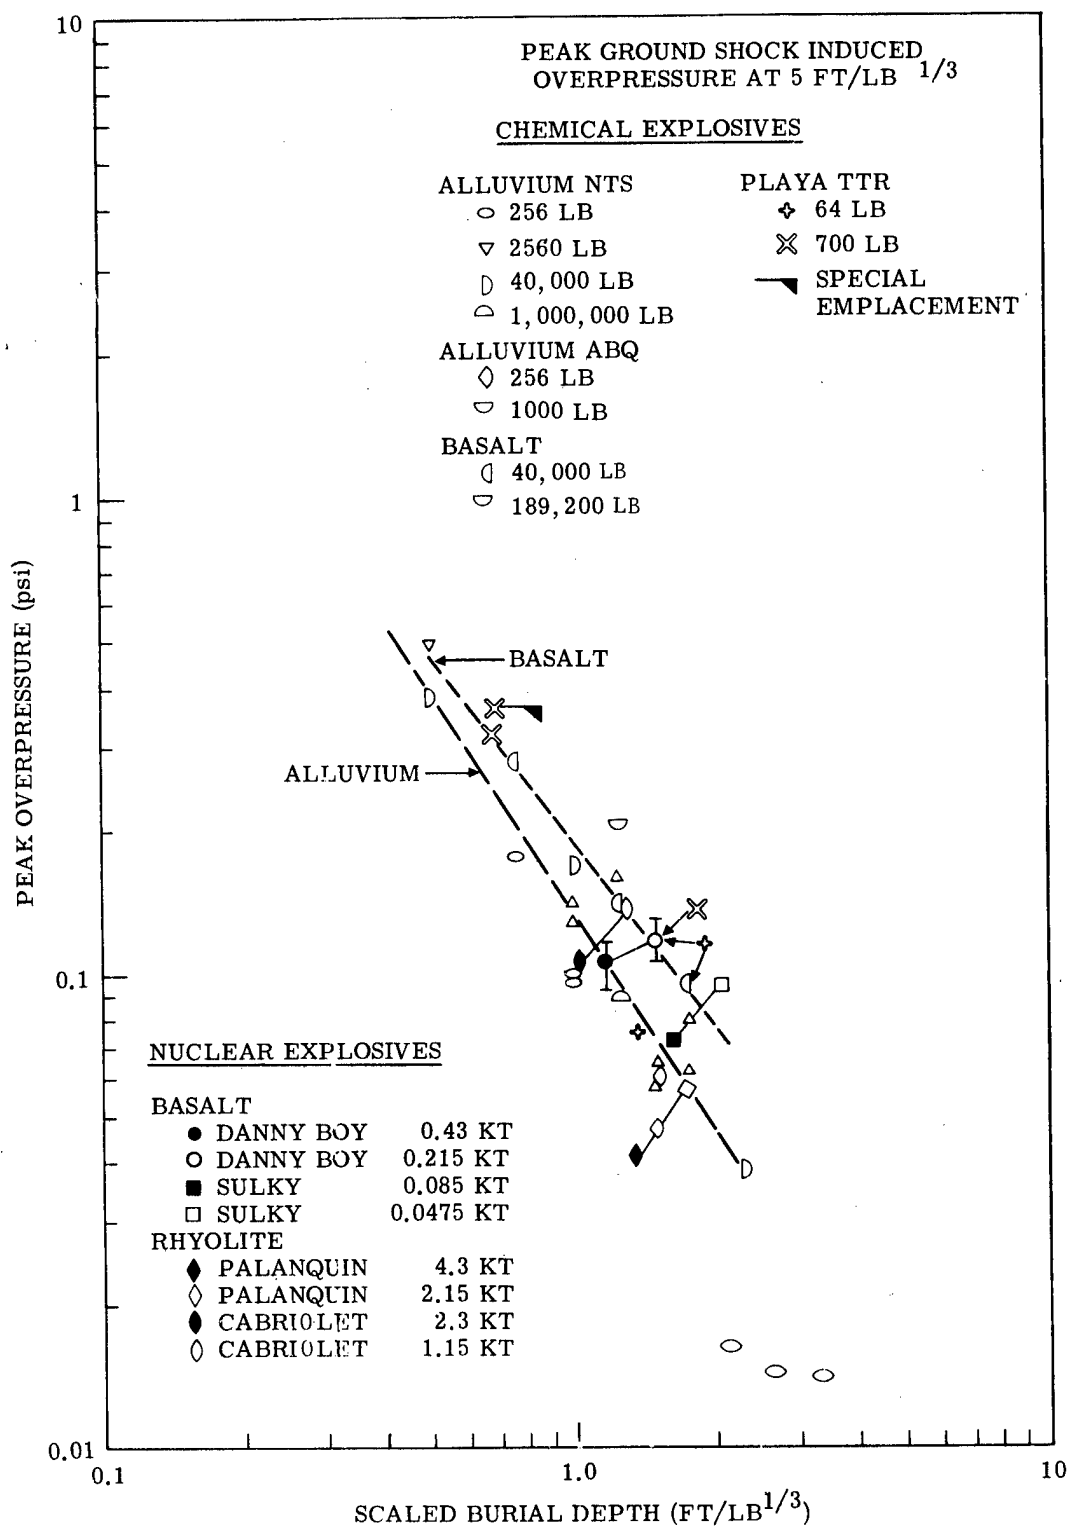 PEAK GROUND SHOCK INDUCED
OVERPRESSURE AT 5 FT/LB 1/3
CHEMICAL EXPLOSIVES
ALLUVIUM NTS
256 LB
2560 LB
40,000 LB
1,000,000 LB
ALLUVIUM ABQ
256 LB
1000 LB
BASALT
40,000 LB
189,200 LB
PLAYA TTR
64 LB
700 LB
SPECIAL
EMPLACEMENT
10
1
0.1
0.01
PEAK OVERPRESSURE (psi)
BASALT
ALLUVIUM
NUCLEAR EXPLOSIVES
BASALT
DANNY BOY 0.43 KT
DANNY BOY 0.215 KT
SULKY 0.085 KT
SULKY 0.0475 KT
RHYOLITE
PALANQUIN 4.3 KT
PALANQUIN 2.15 KT
CABRIOLET 2.3 KT
CABRIOLET 1.15 KT
0.1 1.0 10
SCALED BURIAL DEPTH (FT/LB1/3)